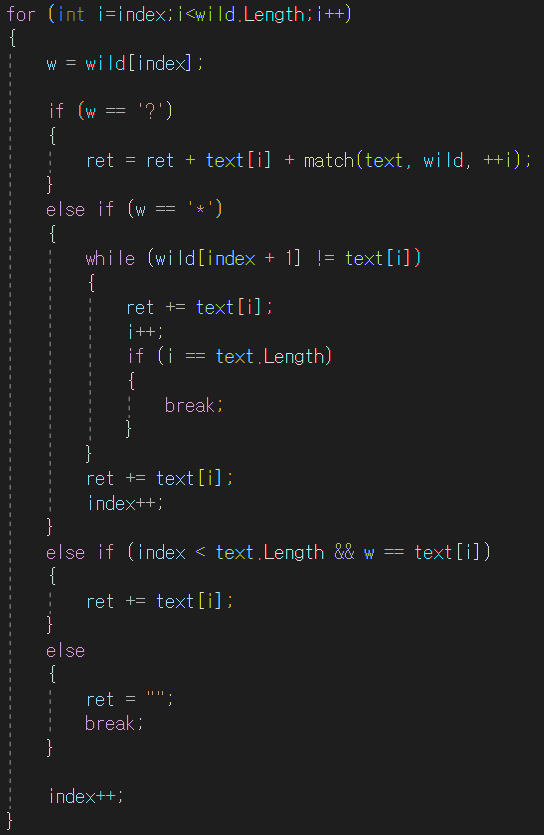 for (int i=index;i<wild.Length;i++)
{
    w = wild[index];
    if (w == '?')
    {
        ret = ret + text[i] + match(text, wild, ++i);
    }
    else if (w == '*')
    {
        while (wild[index + 1] != text[i])
        {
            ret += text[i];
            i++;
            if (i == text.Length)
            {
                break;
            }
        }
        ret += text[i];
        index++;
    }
    else if (index < text.Length && w == text[i])
    {
        ret += text[i];
    }
    else
    {
        ret = "";
        break;
    }
    index++;
}